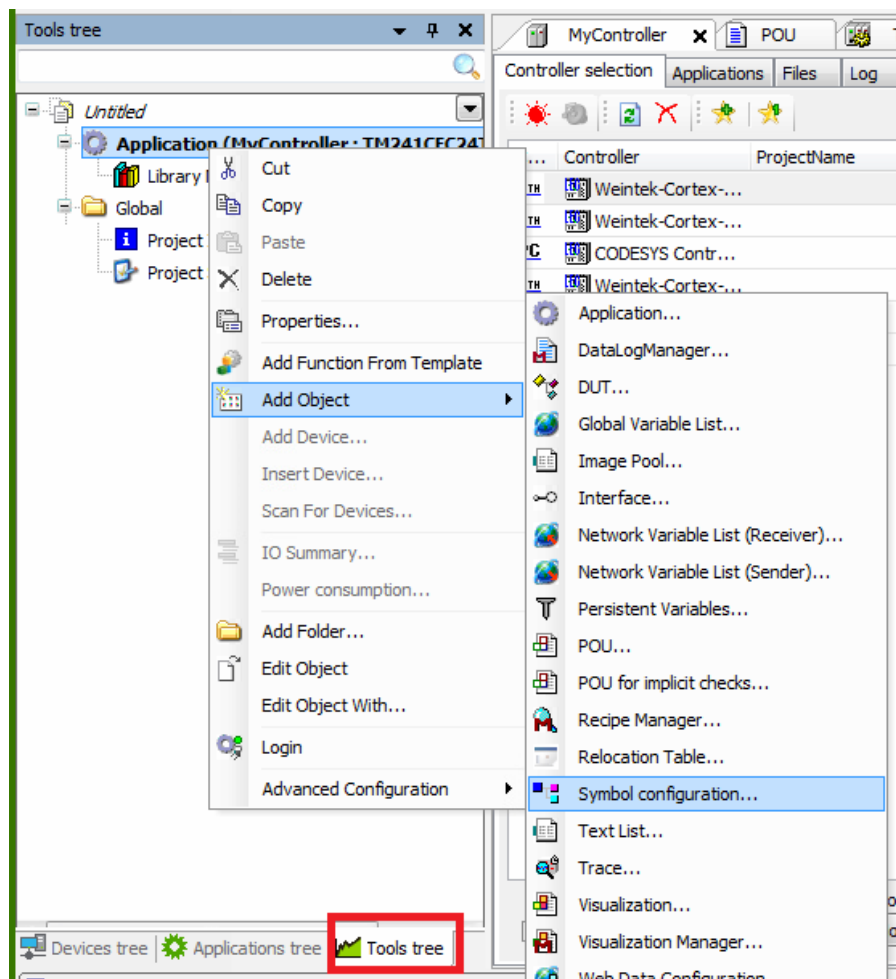 Tools tree
Untitled
Application (MyController : TM241CEC24T
Library
Global
Project
Project
Cut
Copy
Paste
Delete
Properties...
Add Function From Template
Add Object
Add Device...
Insert Device...
Scan For Devices...
IO Summary...
Power consumption...
Add Folder...
Edit Object
Edit Object With...
Login
Advanced Configuration
Devices tree
Applications tree
Tools tree
MyController
POU
Controller selection
Applications
Files
Log
... Controller ProjectName
Weintek-Cortex-...
Weintek-Cortex-...
CODESYS Contr...
Weintek-Cortex-...
Application...
DataLogManager...
DUT...
Global Variable List...
Image Pool...
Interface...
Network Variable List (Receiver)...
Network Variable List (Sender)...
Persistent Variables...
POU...
POU for implicit checks...
Recipe Manager...
Relocation Table...
Symbol configuration...
Text List...
Trace...
Visualization...
Visualization Manager...
Web Data Configuration